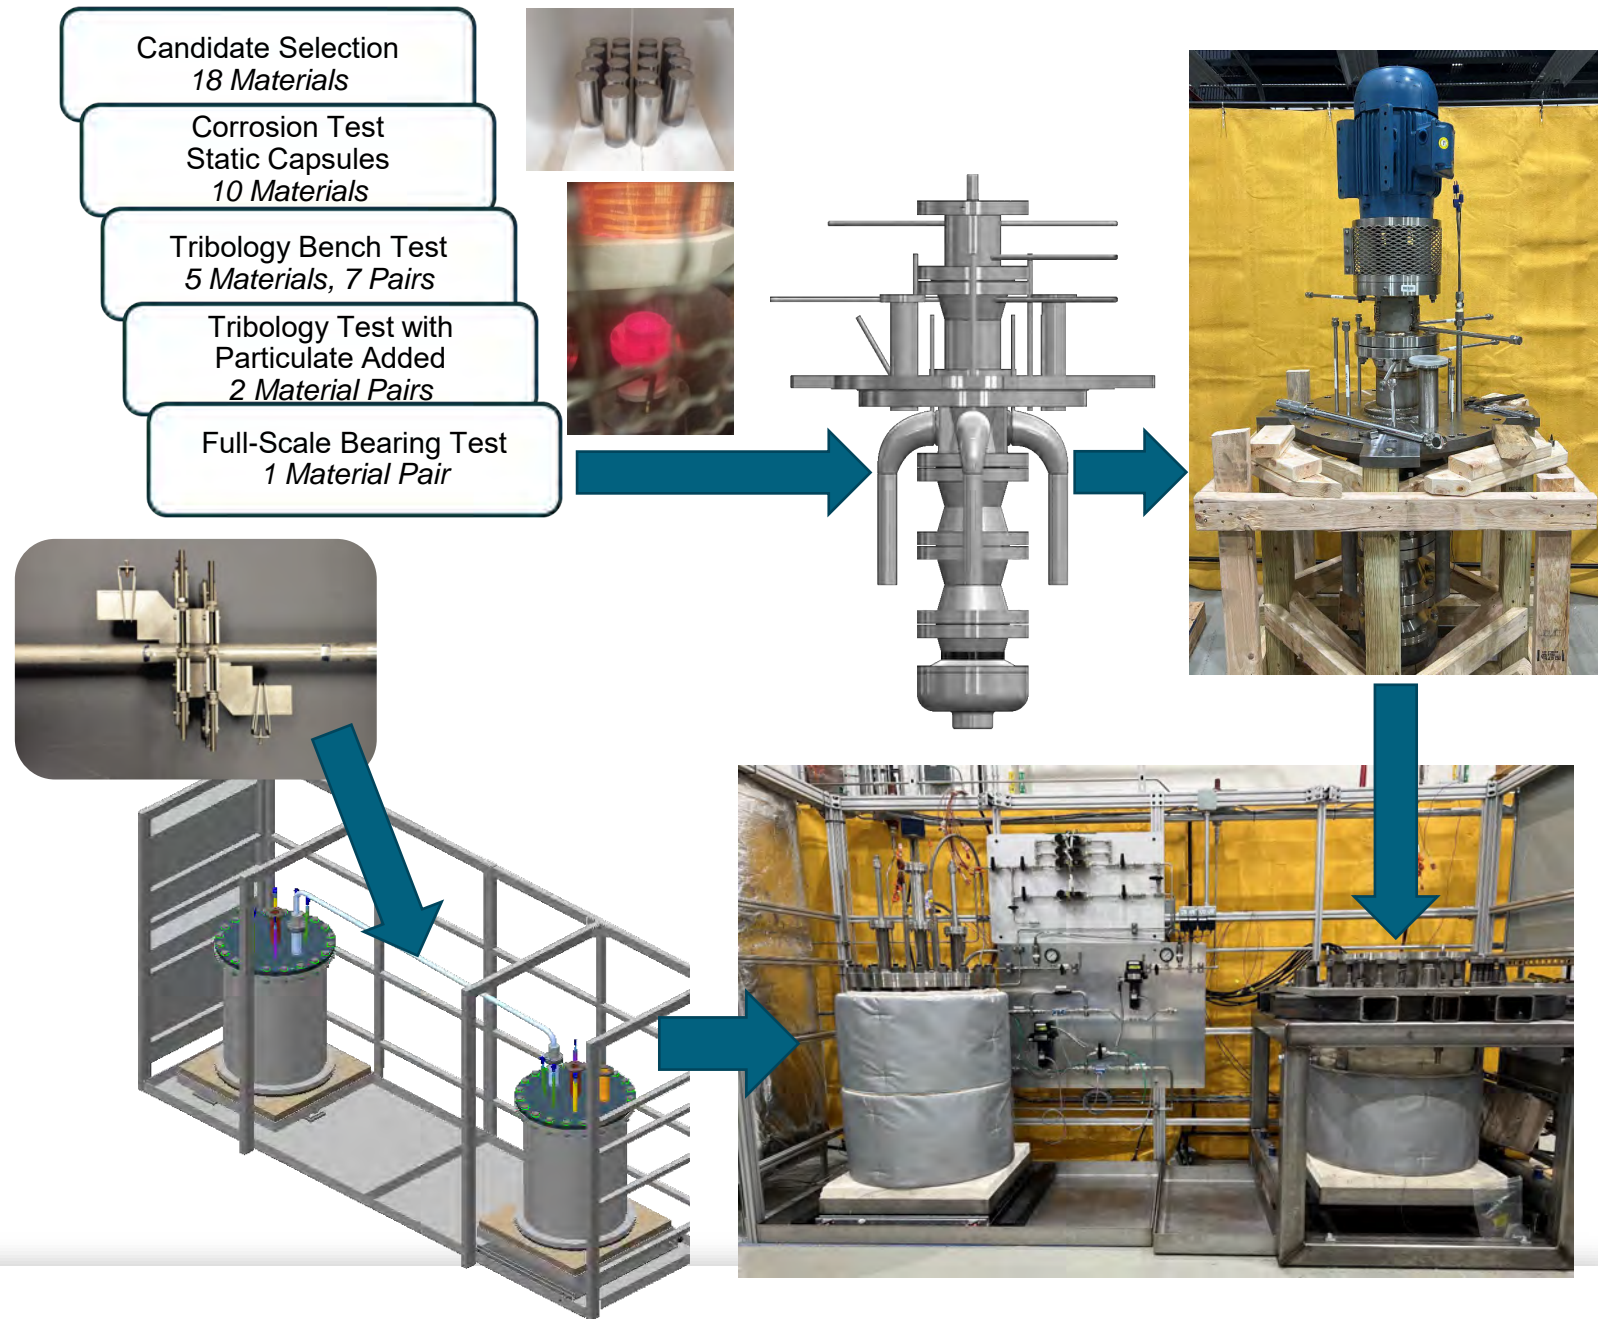 Candidate Selection
18 Materials
Corrosion Test
Static Capsules
10 Materials
Tribology Bench Test
5 Materials, 7 Pairs
Tribology Test with
Particulate Added
2 Material Pairs
Full-Scale Bearing Test
1 Material Pair